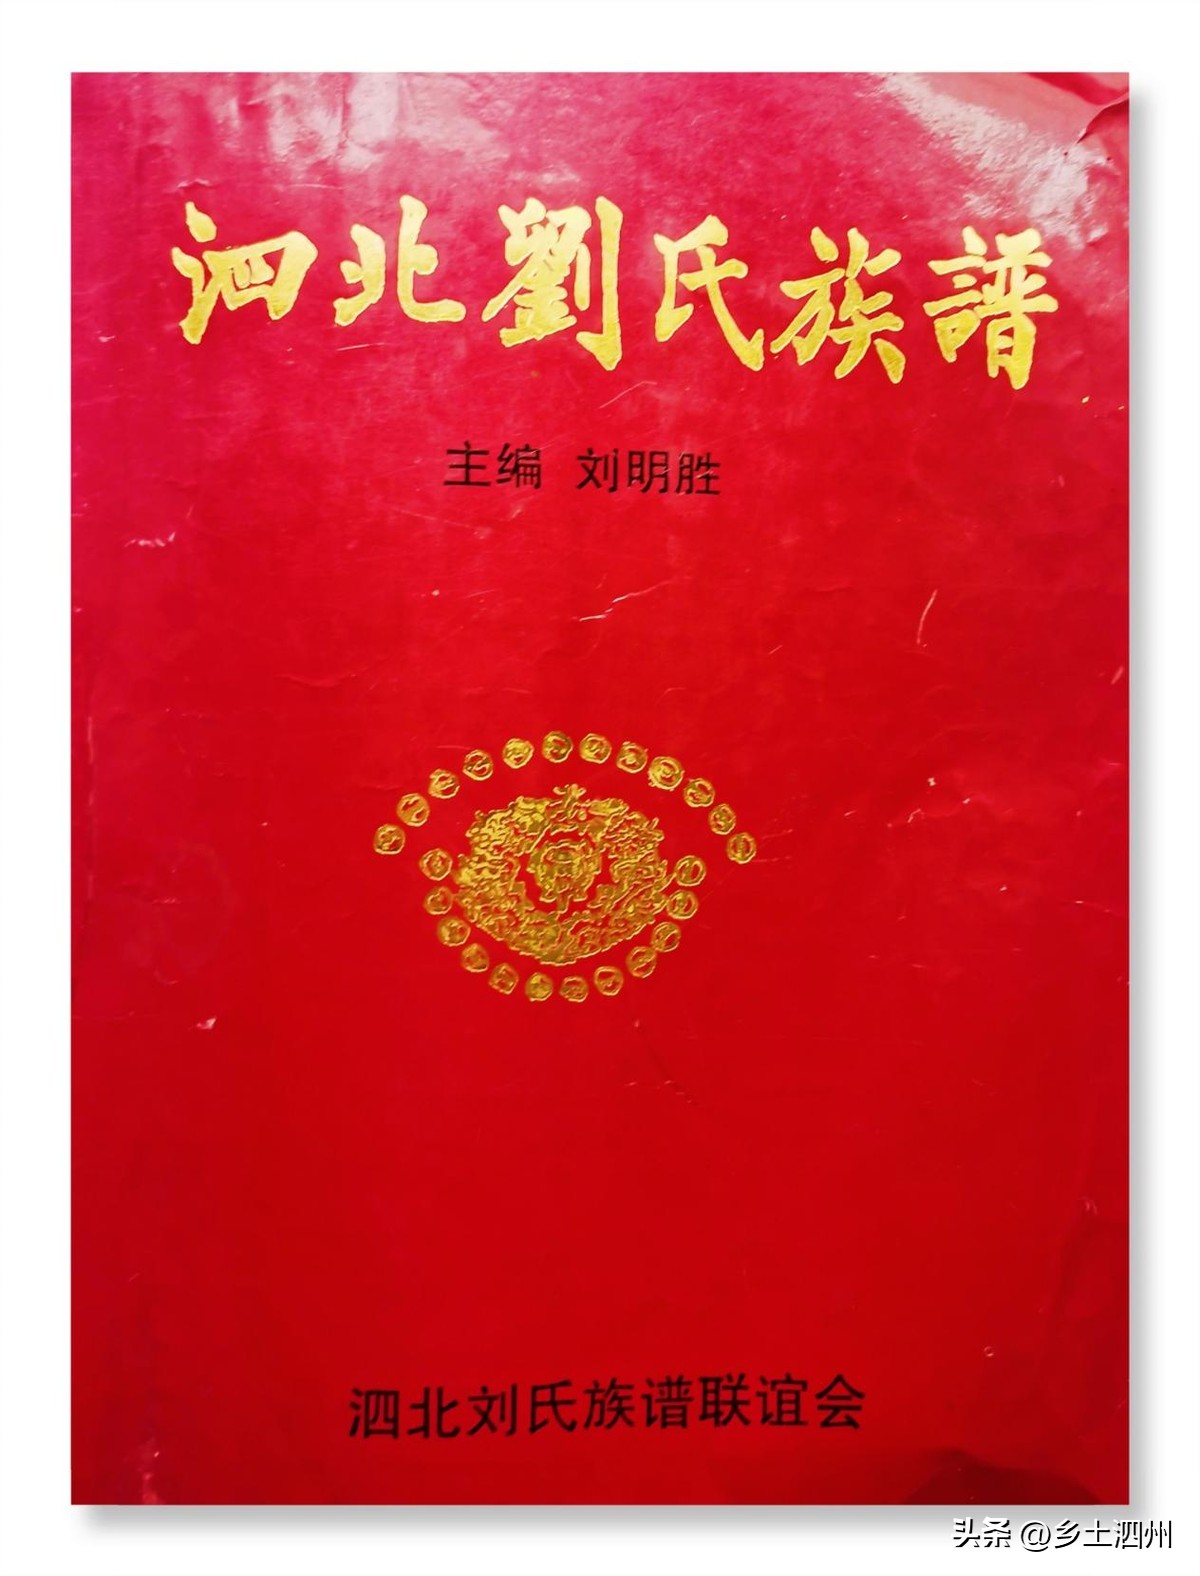 泗北劉氏族譜
主编 刘明胜
泗北刘氏族谱联谊会
头条 @乡土泗州